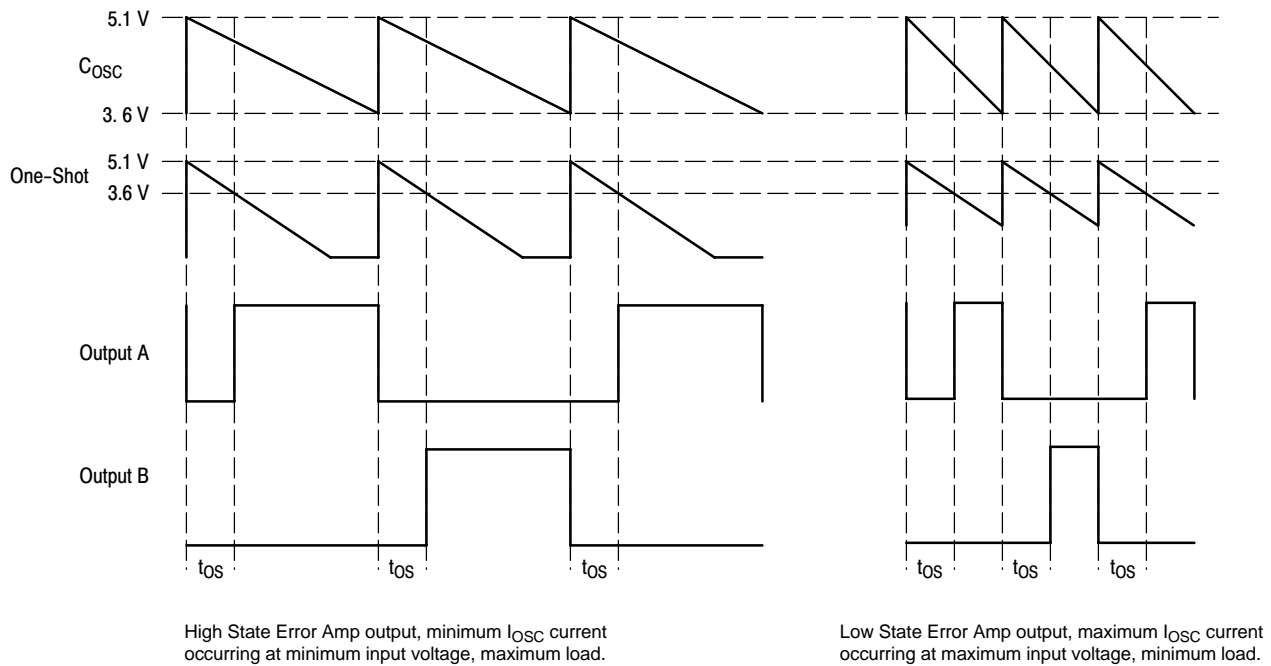 5.1 V
COSC
3. 6 V
5.1 V
One-Shot
3.6 V
Output A
Output B
tOS tOS tOS tOS tOS tOS
High State Error Amp output, minimum IOSC current
occurring at minimum input voltage, maximum load.
Low State Error Amp output, maximum IOSC current
occurring at maximum input voltage, minimum load.